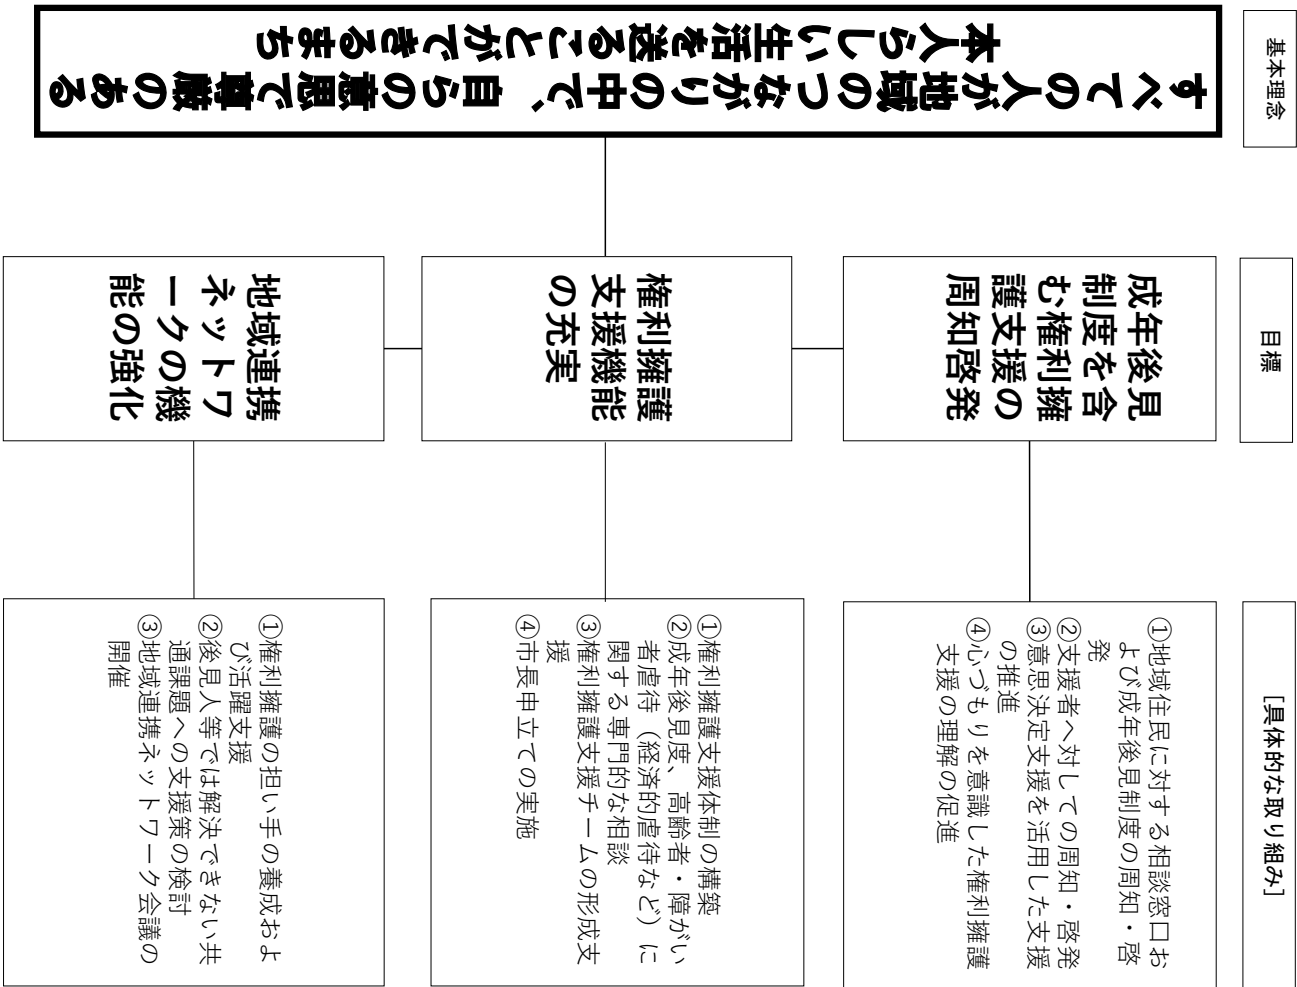 基本理念
すべての人が地域のつながりの中で、自らの意思で尊厳のある
本人らしい生活を送ることができるまち
目標
成年後見
制度を含
む権利擁
護支援の
周知啓発
権利擁護
支援機能
の充実
地域連携
ネットワ
ークの機
能の強化
[具体的な取り組み]
①地域住民に対する相談窓口お
よび成年後見制度の周知・啓
発
②支援者へ対しての周知・啓発
③意思決定支援を活用した支援
の推進
④心づもりを意識した権利擁護
支援の理解の促進
①権利擁護支援体制の構築
②成年後見度、高齢者・障がい
者虐待（経済的虐待など）に
関する専門的な相談
③権利擁護支援チームの形成支
援
④市長申立ての実施
①権利擁護の担い手の養成およ
び活躍支援
②後見人等では解決できない共
通課題への支援策の検討
③地域連携ネットワーク会議の
開催